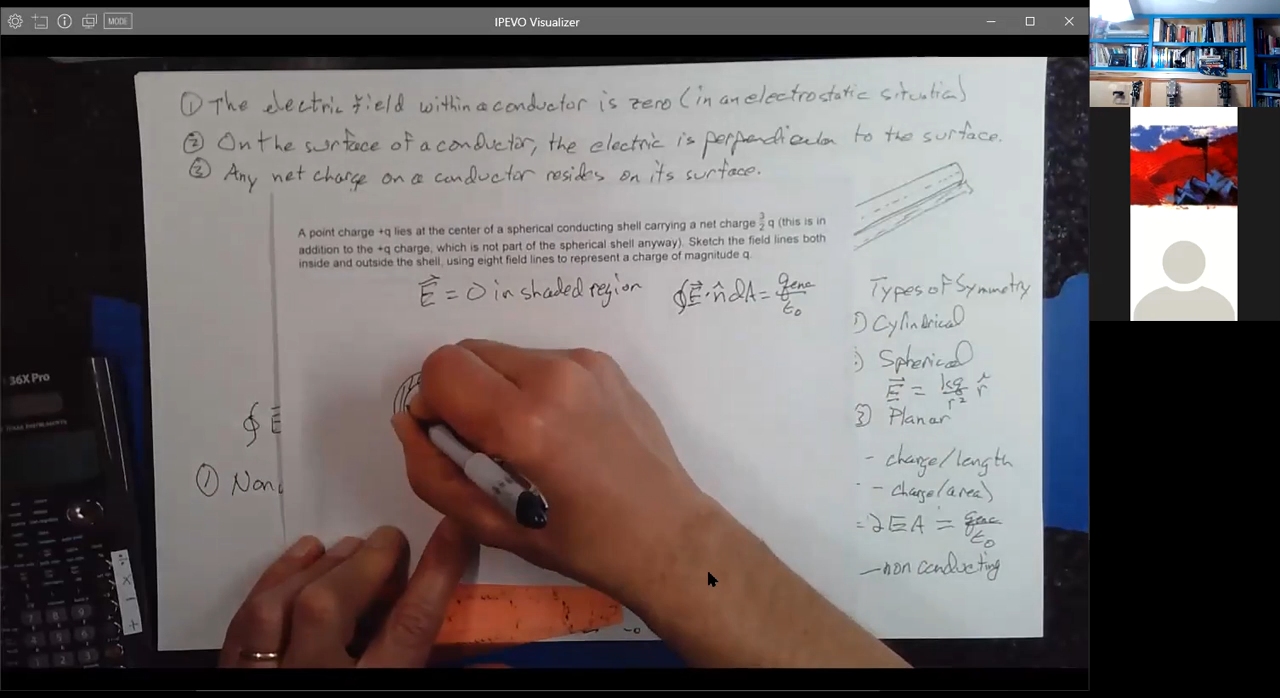 MODE
IPEVO Visualizer
① The electric field within a conductor is zero (in an electrostatic situation)
② On the surface of a conductor, the electric is perpendicular to the surface.
③ Any net charge on a conductor resides on its surface.
A point charge +q lies at the center of a spherical conducting shell carrying a net charge 3/2 q (this is in
addition to the +q charge, which is not part of the spherical shell anyway). Sketch the field lines both
inside and outside the shell, using eight field lines to represent a charge of magnitude q.
E⃗ = 0 in shaded region
∮E⃗·n̂dA = qenc/ε₀
36X Pro
TEXAS INSTRUMENTS
∮ E
① Non
Types of Symmetry
1) Cylindrical
) Spherical
E⃗ = kq/r² r̂
3) Planar
- charge/length
- charge/area)
= 2EA = qenc/ε₀
- non conducting